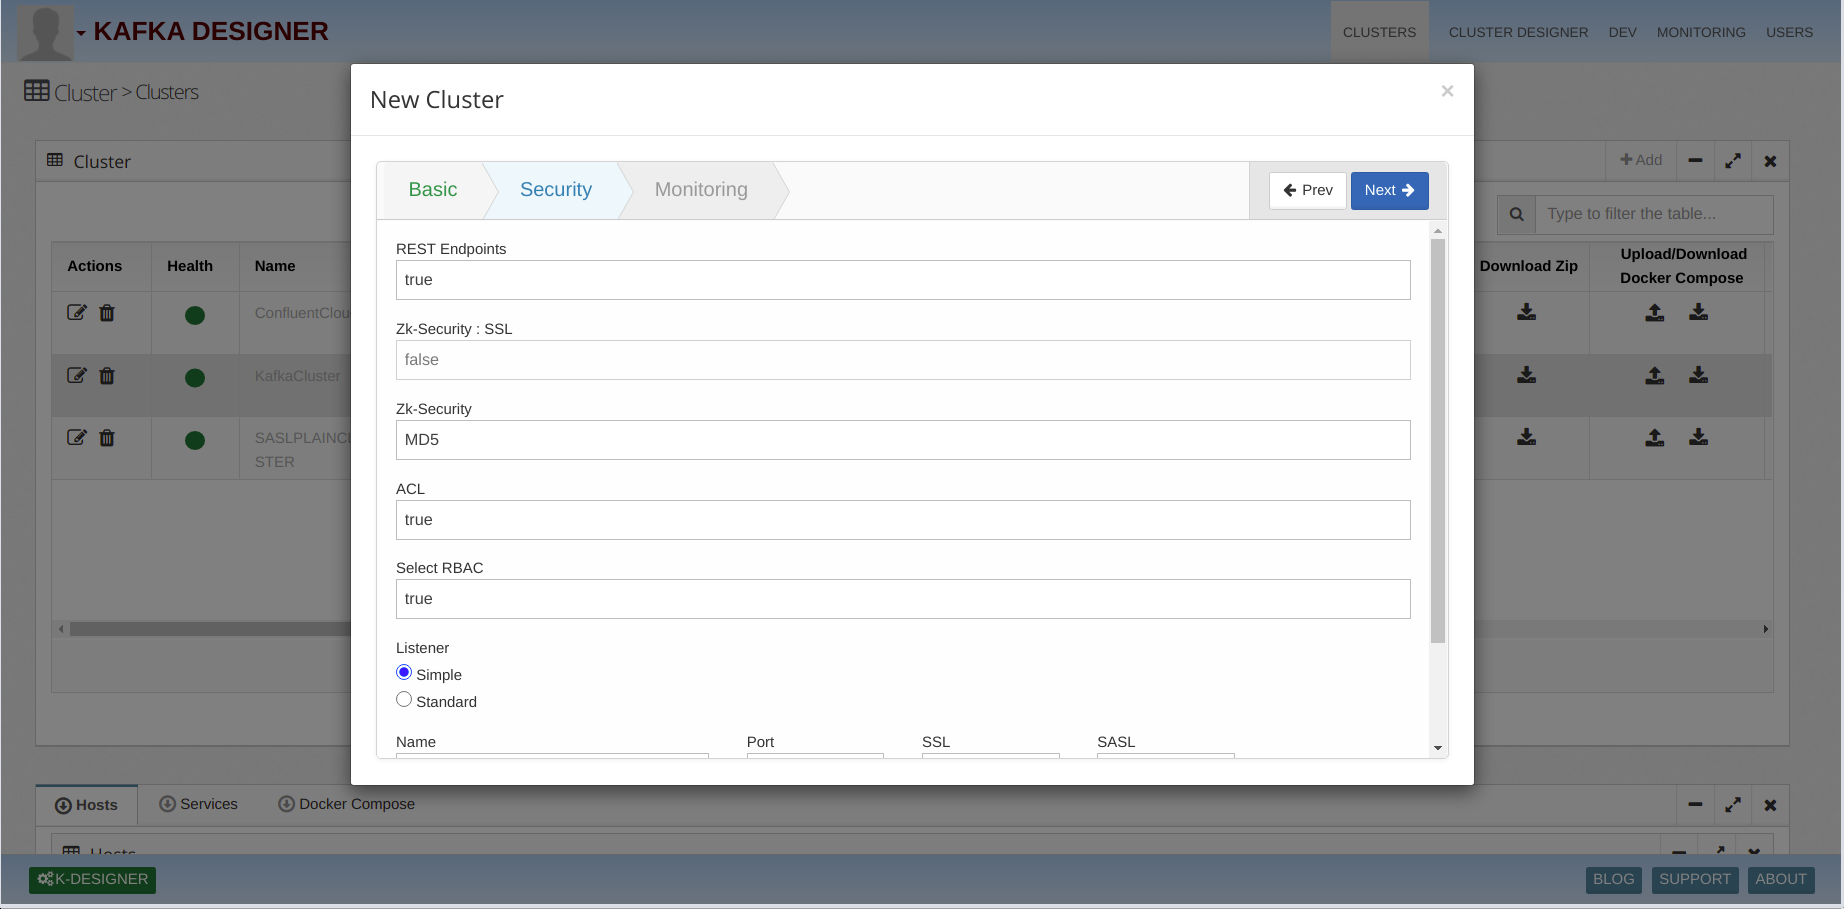 KAFKA DESIGNER
CLUSTERS CLUSTER DESIGNER DEV MONITORING USERS
Cluster > Clusters
New Cluster ×
Cluster
Add
Basic Security Monitoring
Prev Next
Type to filter the table...
Actions Health Name
Download Zip
Upload/Download
Docker Compose
ConfluentClou
KafkaCluster
SASLPLAINCL
STER
REST Endpoints
true
Zk-Security : SSL
false
Zk-Security
MD5
ACL
true
Select RBAC
true
Listener
Simple
Standard
Name Port SSL SASL
Hosts Services Docker Compose
Hosts
K-DESIGNER
BLOG SUPPORT ABOUT